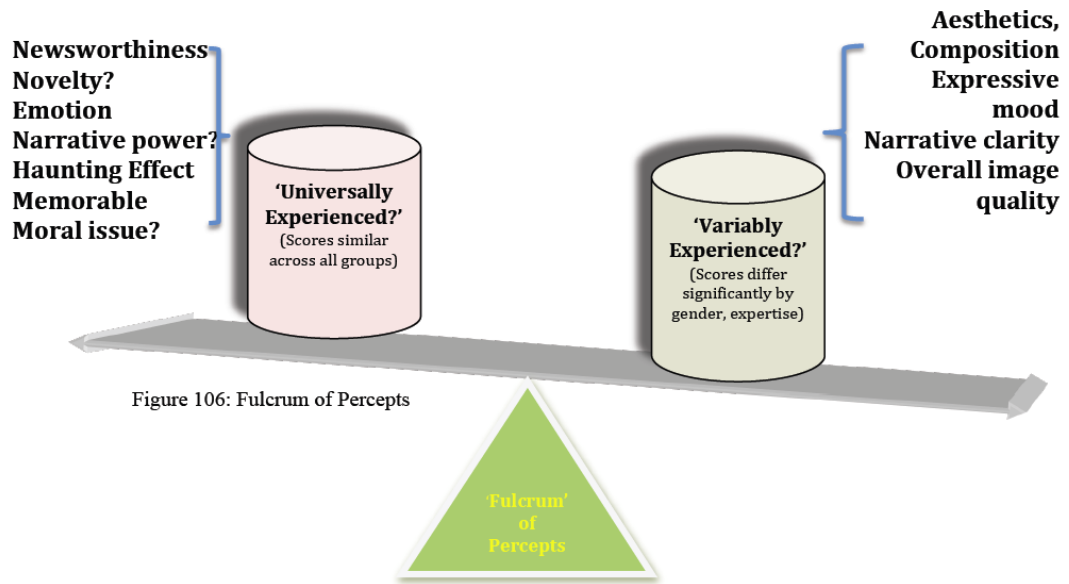 Newsworthiness
Novelty?
Emotion
Narrative power?
Haunting Effect
Memorable
Moral issue?
‘Universally
Experienced?’
(Scores similar
across all groups)
Aesthetics,
Composition
Expressive
mood
Narrative clarity
Overall image
quality
‘Variably
Experienced?’
(Scores differ
significantly by
gender, expertise)
Figure 106: Fulcrum of Percepts
‘Fulcrum’
of
Percepts